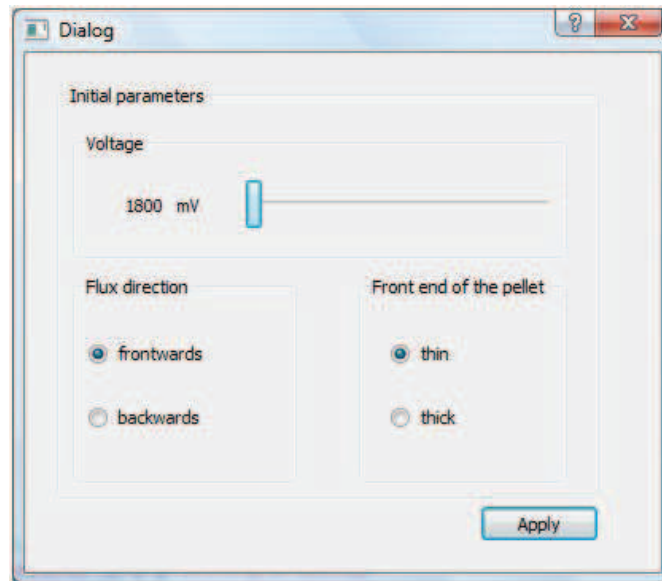 Dialog
Initial parameters
Voltage
1800 mV
Flux direction
Front end of the pellet
frontwards
thin
backwards
thick
Apply